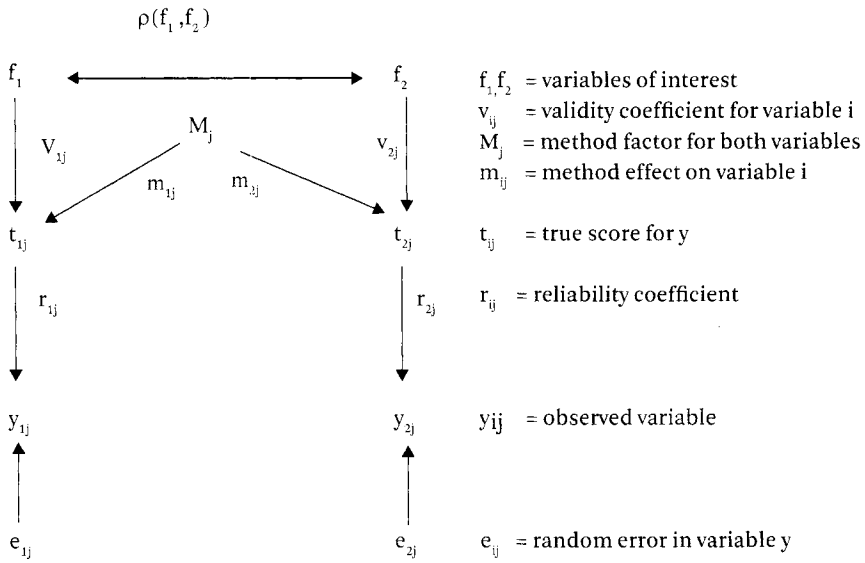 ρ(f₁,f₂)
f₁ f₂ f₁,f₂ = variables of interest
vᵢⱼ = validity coefficient for variable i
Mⱼ Mⱼ = method factor for both variables
V₁ⱼ v₂ⱼ
m₁ⱼ m₂ⱼ mᵢⱼ = method effect on variable i
t₁ⱼ t₂ⱼ tᵢⱼ = true score for y
r₁ⱼ r₂ⱼ rᵢⱼ = reliability coefficient
y₁ⱼ y₂ⱼ yij = observed variable
e₁ⱼ e₂ⱼ eᵢⱼ = random error in variable y